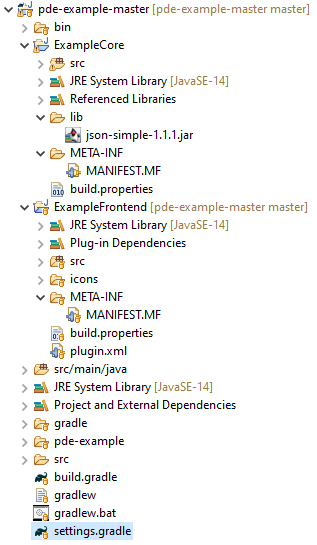 pde-example-master [pde-example-master master]
bin
ExampleCore
src
JRE System Library [JavaSE-14]
Referenced Libraries
lib
json-simple-1.1.1.jar
META-INF
MANIFEST.MF
build.properties
ExampleFrontend [pde-example-master master]
JRE System Library [JavaSE-14]
Plug-in Dependencies
src
icons
META-INF
MANIFEST.MF
build.properties
plugin.xml
src/main/java
JRE System Library [JavaSE-14]
Project and External Dependencies
gradle
pde-example
src
build.gradle
gradlew
gradlew.bat
settings.gradle